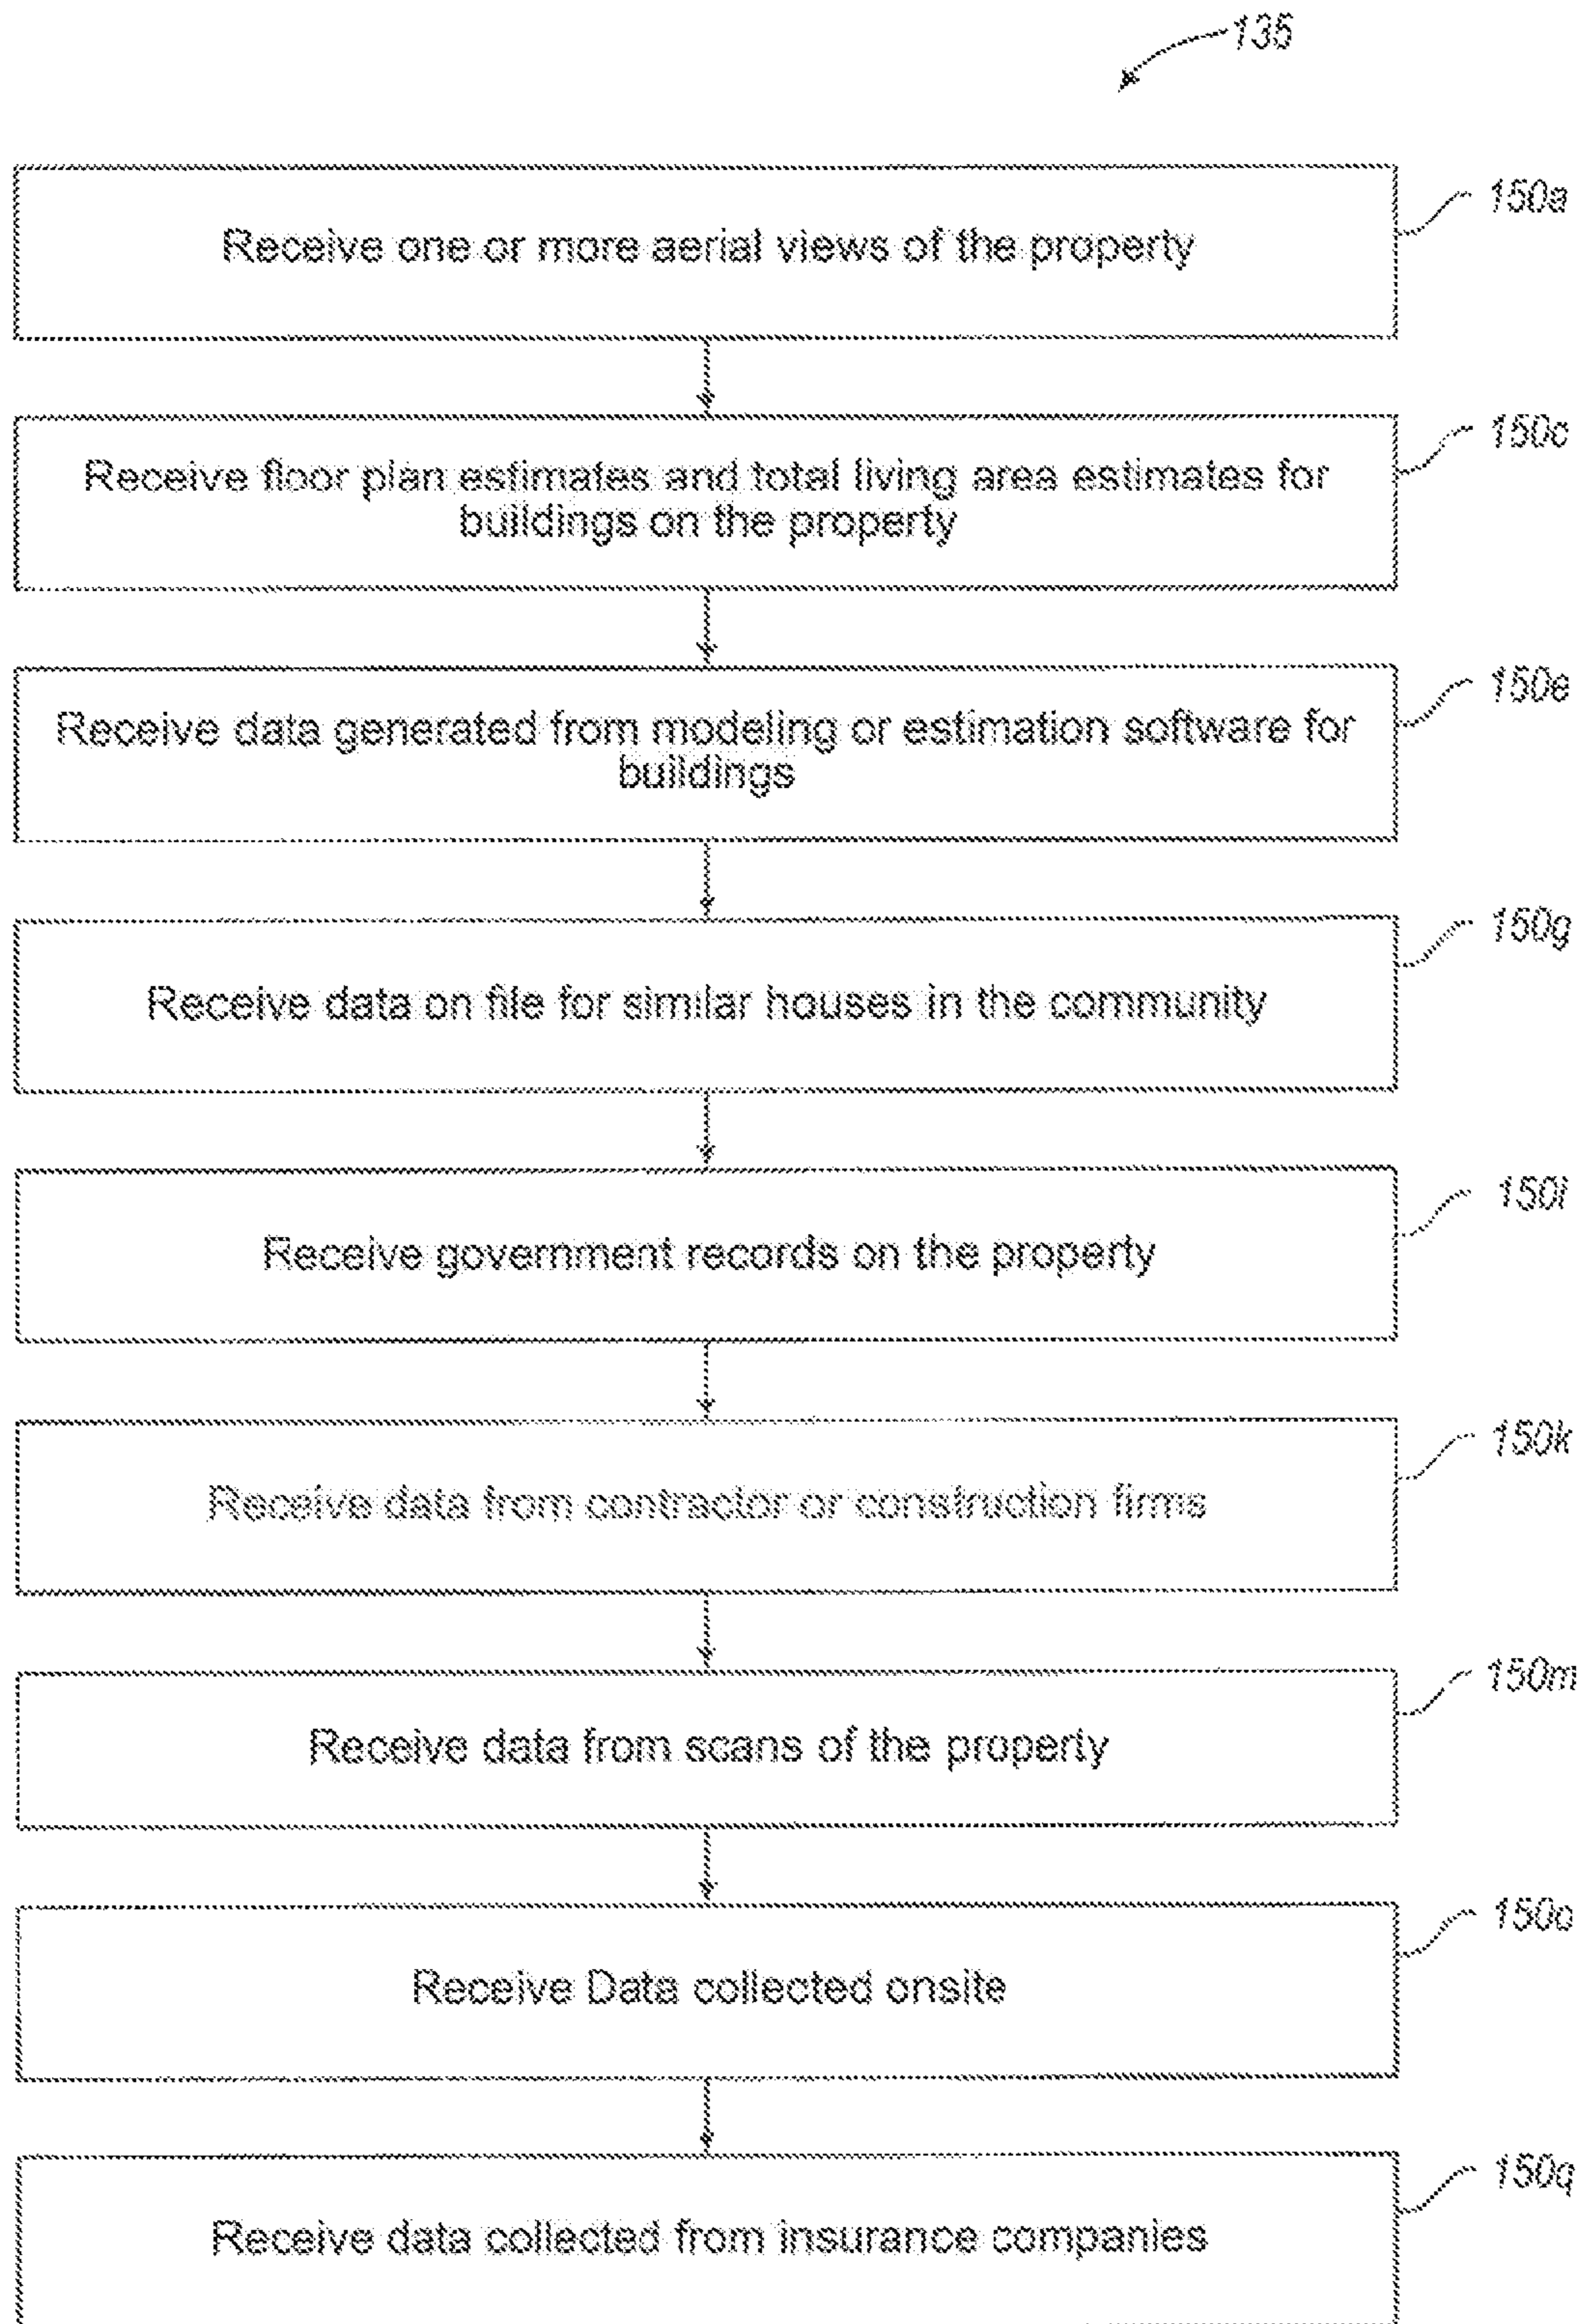 135
150a
Receive one or more aerial views of the property
150c
Receive floor plan estimates and total living area estimates for
buildings on the property
150e
Receive data generated from modeling or estimation software for
buildings
150g
Receive data on file for similar houses in the community
150i
Receive government records on the property
150k
Receive data from contractor or construction firms
150m
Receive data from scans of the property
150o
Receive Data collected onsite
150q
Receive data collected from insurance companies